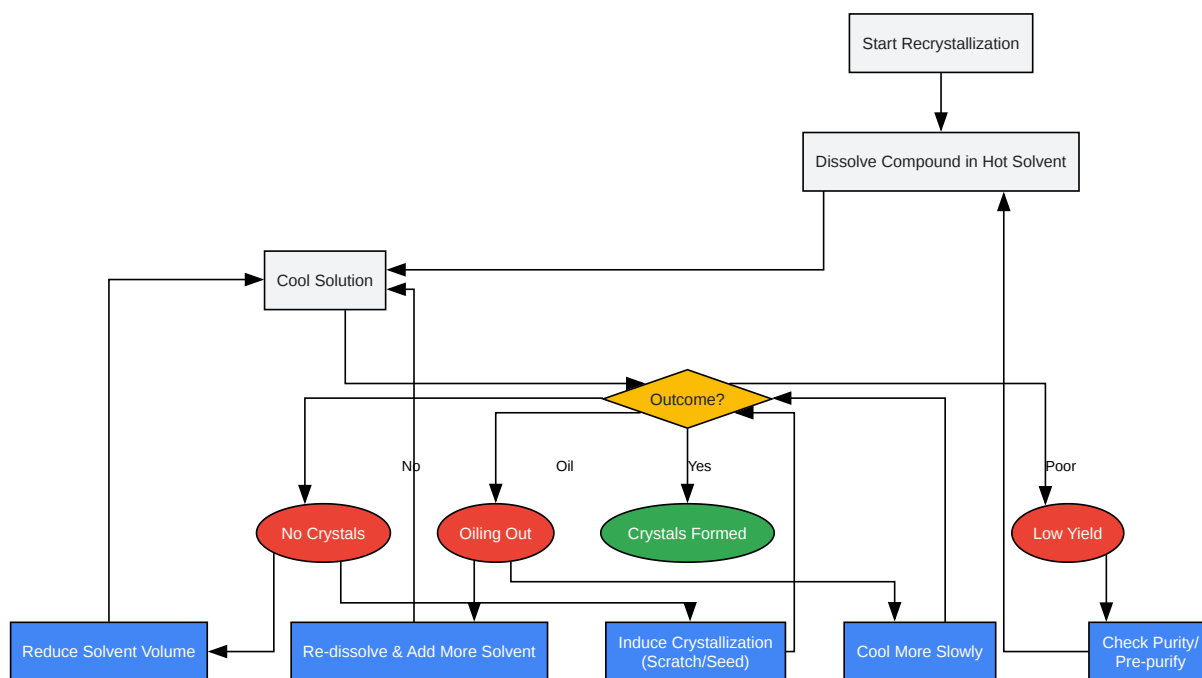 Start Recrystallization
Dissolve Compound in Hot Solvent
Cool Solution
Outcome?
No
Oil
Yes
Poor
No Crystals
Oiling Out
Crystals Formed
Low Yield
Reduce Solvent Volume
Re-dissolve & Add More Solvent
Induce Crystallization
(Scratch/Seed)
Cool More Slowly
Check Purity/
Pre-purify